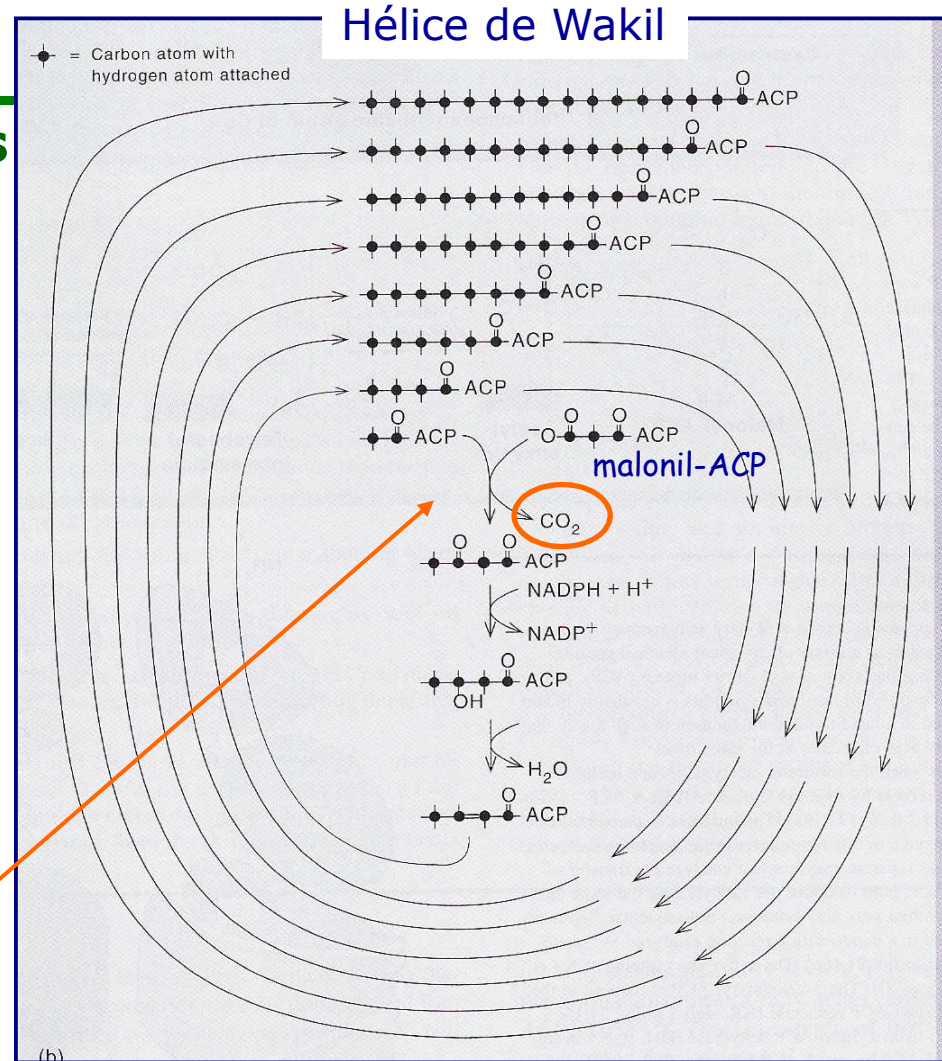 Hélice de Wakil
= Carbon atom with
hydrogen atom attached
s
O
ACP
O
ACP
O
ACP
O
ACP
O
ACP
O
ACP
O
ACP
O
ACP
⁻O
O
O
ACP
malonil-ACP
CO₂
O
O
ACP
NADPH + H⁺
NADP⁺
O
ACP
OH
H₂O
O
ACP
(b)